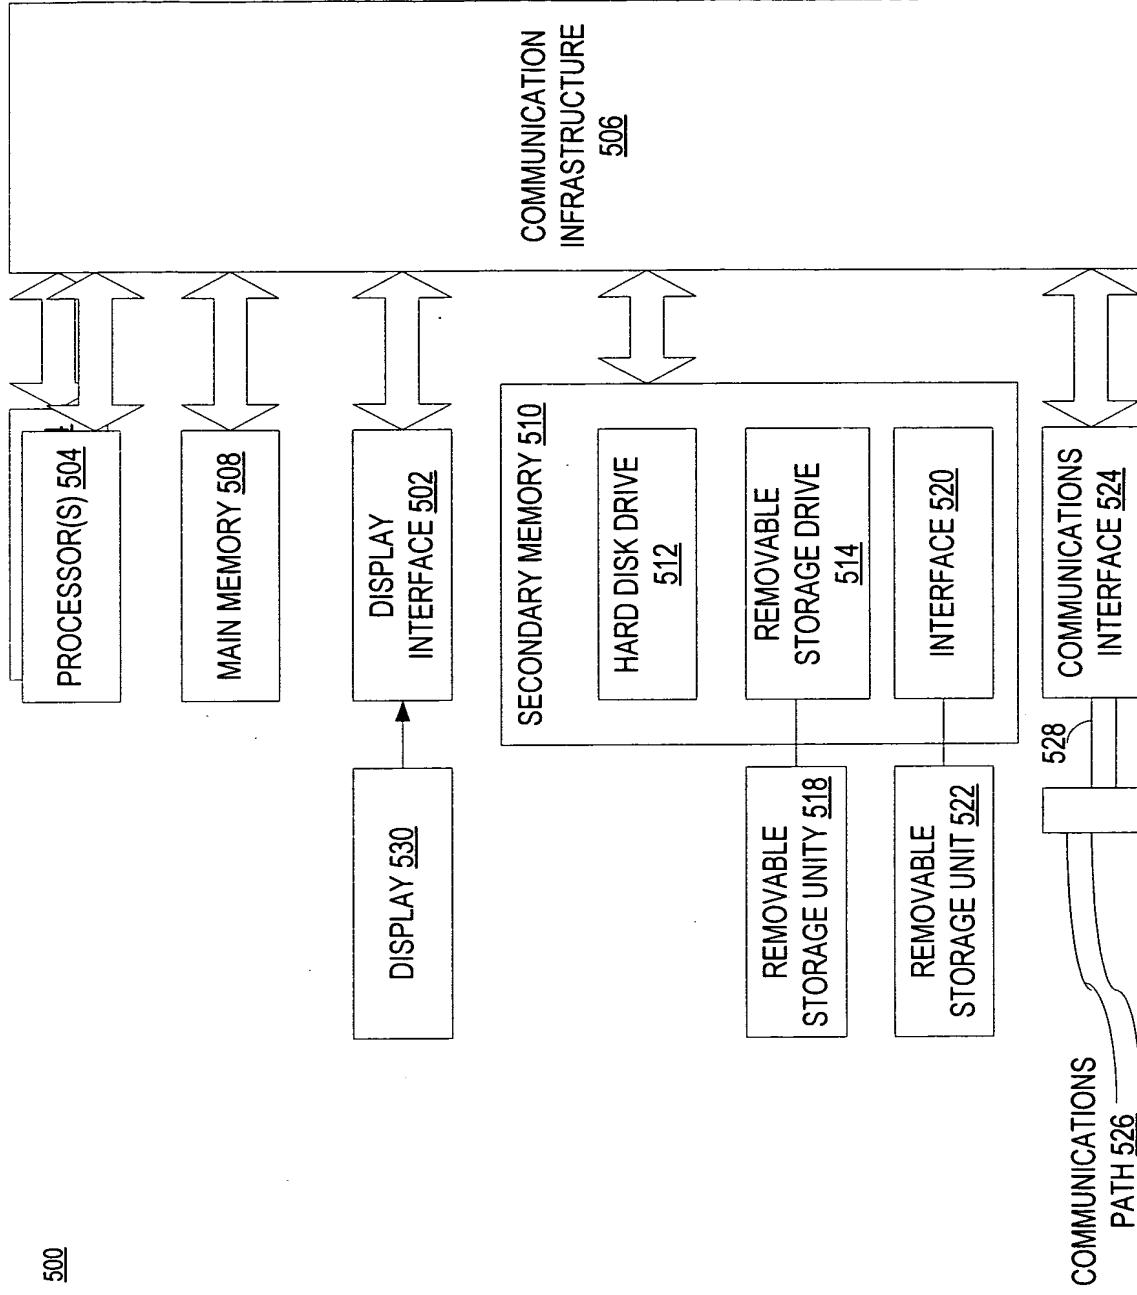 500
PROCESSOR(S) 504
MAIN MEMORY 508
DISPLAY
INTERFACE 502
DISPLAY 530
COMMUNICATION
INFRASTRUCTURE
506
SECONDARY MEMORY 510
HARD DISK DRIVE
512
REMOVABLE
STORAGE DRIVE
514
INTERFACE 520
REMOVABLE
STORAGE UNITY 518
REMOVABLE
STORAGE UNIT 522
COMMUNICATIONS
INTERFACE 524
528
COMMUNICATIONS
PATH 526